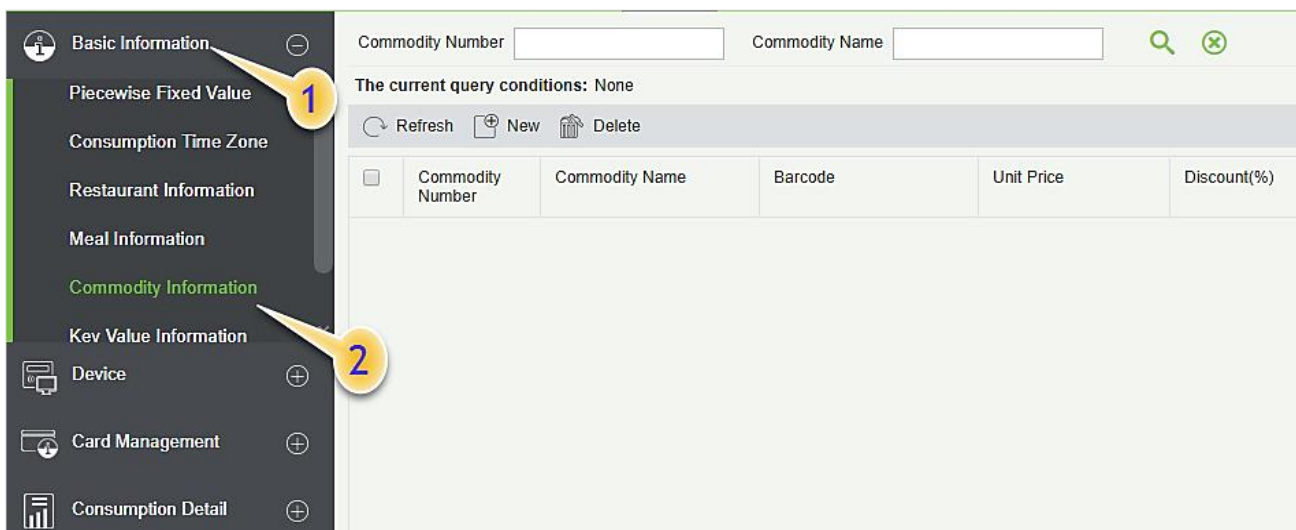 Basic Information
Piecewise Fixed Value
Consumption Time Zone
Restaurant Information
Meal Information
Commodity Information
Key Value Information
Device
Card Management
Consumption Detail
1
2
Commodity Number
Commodity Name
The current query conditions: None
Refresh New Delete
Commodity Number Commodity Name Barcode Unit Price Discount(%)